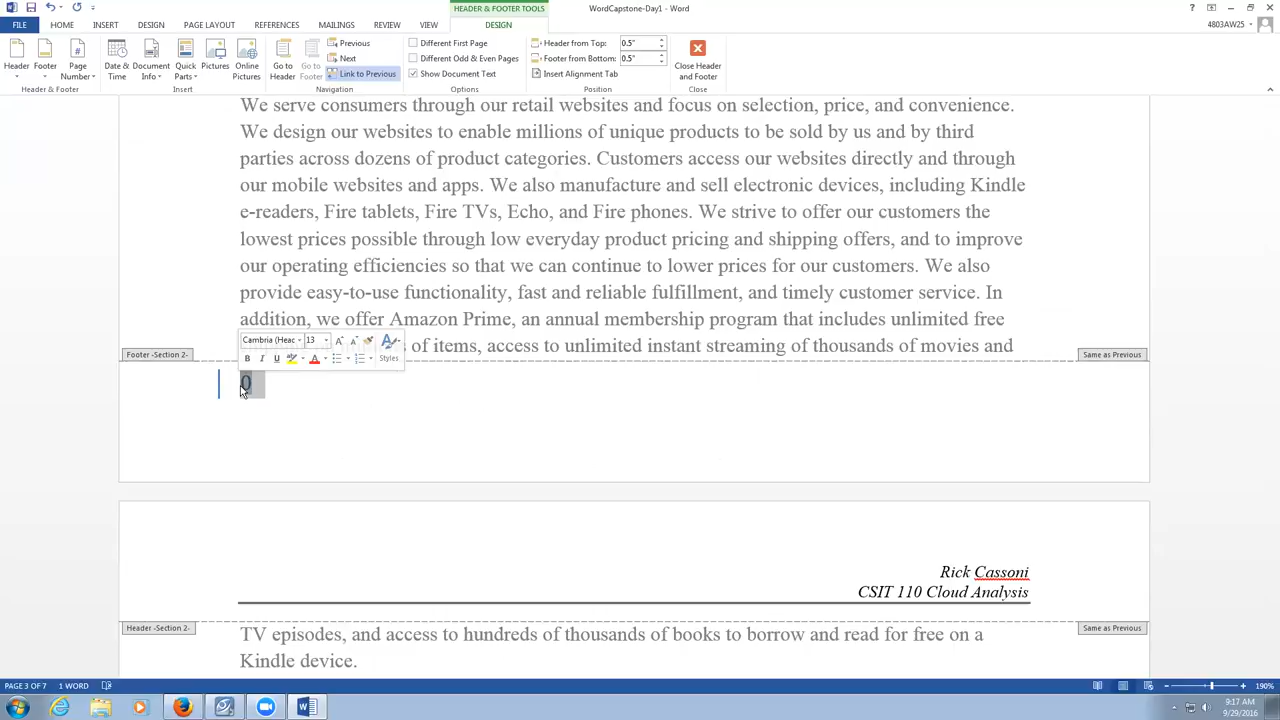 HEADER & FOOTER TOOLS
WordCapstone-Day1 - Word
FILE HOME INSERT DESIGN PAGE LAYOUT REFERENCES MAILINGS REVIEW VIEW DESIGN
4803AW25
Header Footer Page Number
Header & Footer
Date & Time Document Info Quick Parts Pictures Online Pictures
Insert
Go to Header Go to Footer
Previous
Next
Link to Previous
Navigation
Different First Page
Different Odd & Even Pages
Show Document Text
Options
Header from Top: 0.5"
Footer from Bottom: 0.5"
Insert Alignment Tab
Position
Close Header and Footer
Close
We serve consumers through our retail websites and focus on selection, price, and convenience.
We design our websites to enable millions of unique products to be sold by us and by third
parties across dozens of product categories. Customers access our websites directly and through
our mobile websites and apps. We also manufacture and sell electronic devices, including Kindle
e-readers, Fire tablets, Fire TVs, Echo, and Fire phones. We strive to offer our customers the
lowest prices possible through low everyday product pricing and shipping offers, and to improve
our operating efficiencies so that we can continue to lower prices for our customers. We also
provide easy-to-use functionality, fast and reliable fulfillment, and timely customer service. In
addition, we offer Amazon Prime, an annual membership program that includes unlimited free
Cambria (Heac 13
Styles
of items, access to unlimited instant streaming of thousands of movies and
Footer -Section 2-
Same as Previous
0
Rick Cassoni
CSIT 110 Cloud Analysis
Header -Section 2-
Same as Previous
TV episodes, and access to hundreds of thousands of books to borrow and read for free on a
Kindle device.
PAGE 3 OF 7 1 WORD
190%
9:17 AM
9/29/2016